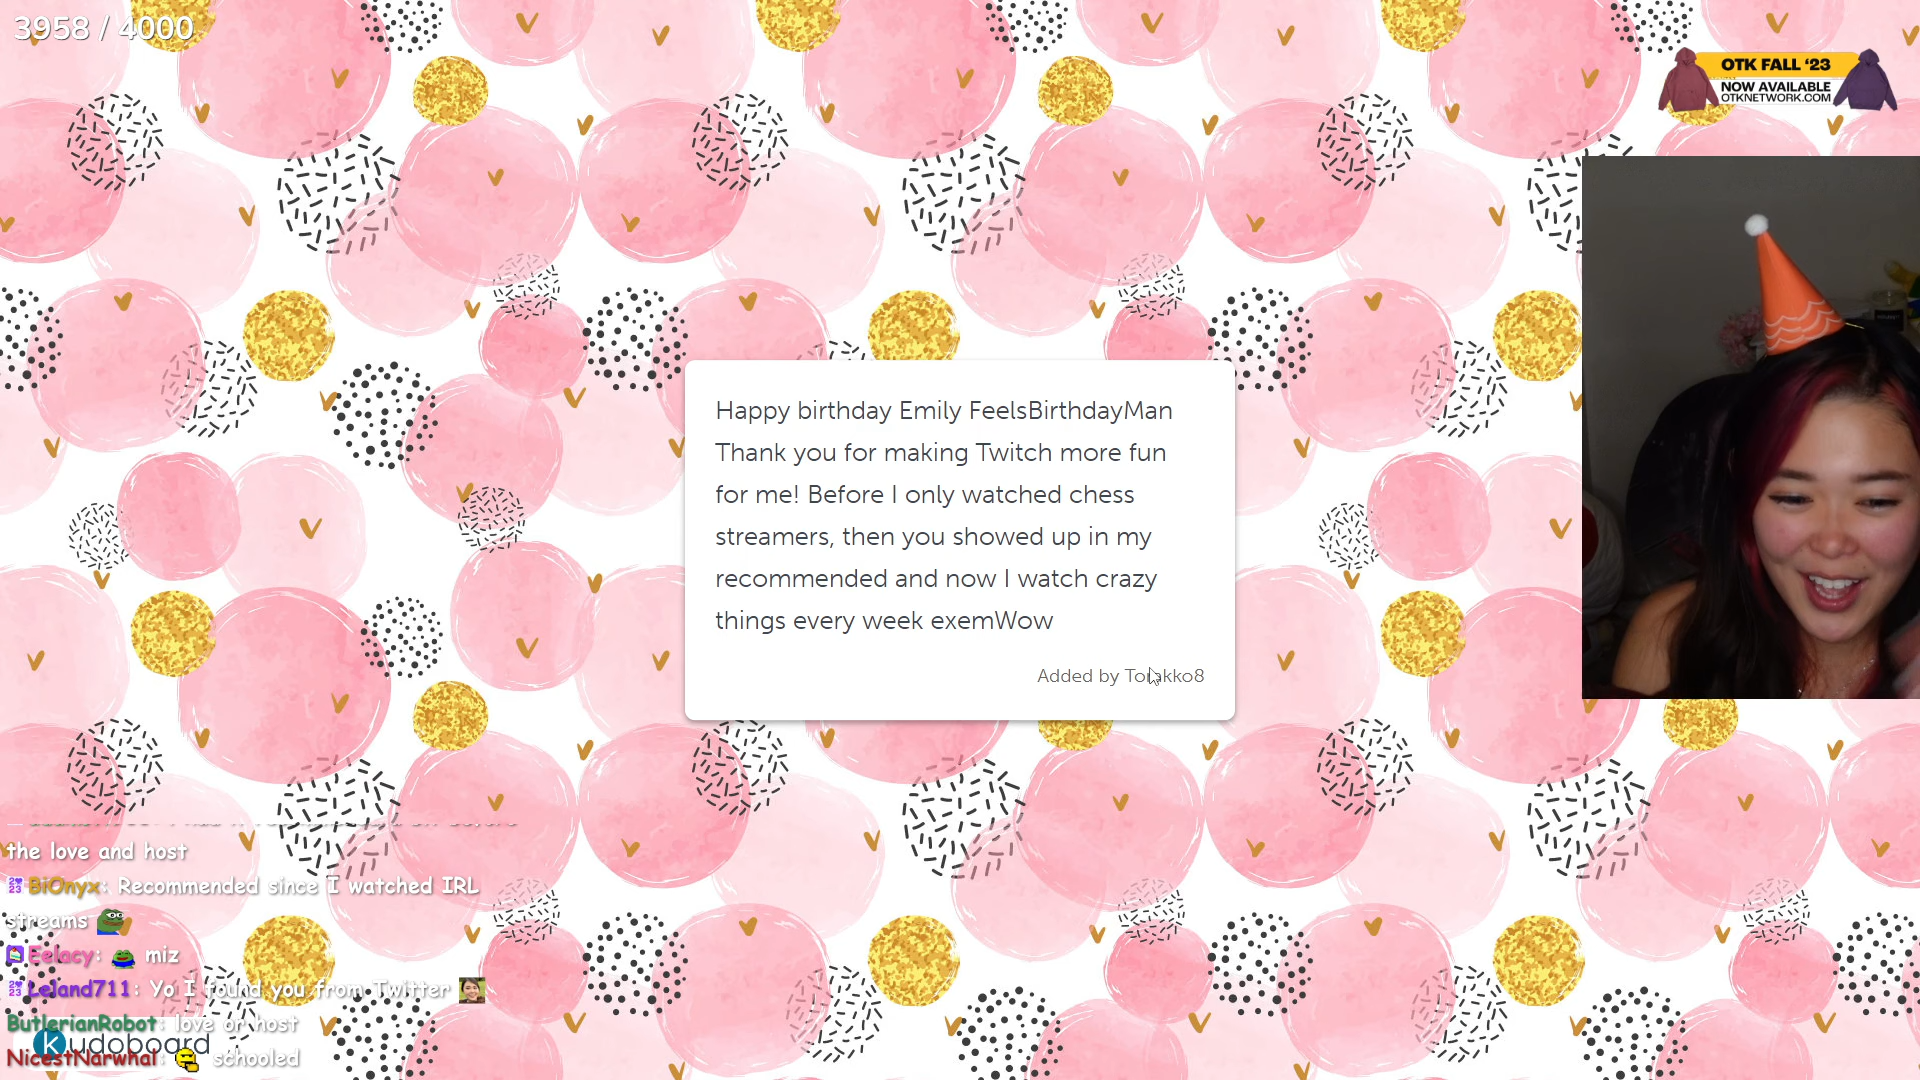 3958 / 4000
OTK FALL ‘23
NOW AVAILABLE
OTKNETWORK.COM
Happy birthday Emily FeelsBirthdayMan
Thank you for making Twitch more fun
for me! Before I only watched chess
streamers, then you showed up in my
recommended and now I watch crazy
things every week exemWow
Added by Torakko8
the love and host
BiOnyx: Recommended since I watched IRL
streams
Eelacy: miz
Leland711: Yo I found you from Twitter
ButlerianRobot: love or host
kudoboard
NicestNarwhal: schooled